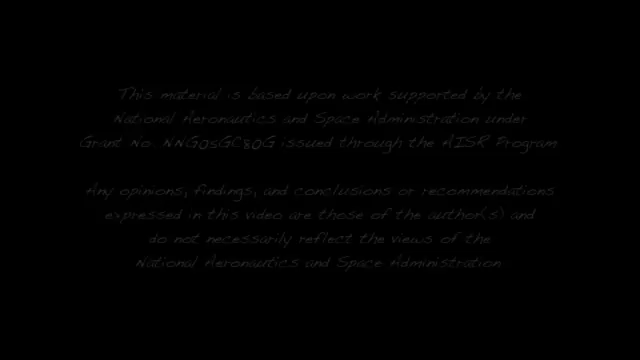 This material is based upon work supported by the
National Aeronautics and Space Administration under
Grant No. NNG05GC80G issued through the AISR Program
Any opinions, findings, and conclusions or recommendations
expressed in this video are those of the author(s) and
do not necessarily reflect the views of the
National Aeronautics and Space Administration